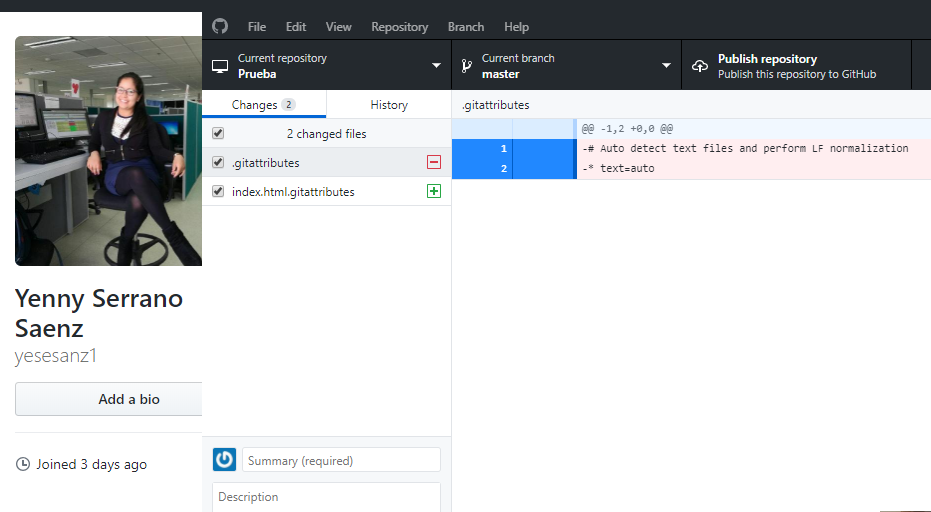 File Edit View Repository Branch Help
Current repository
Prueba
Current branch
master
Publish repository
Publish this repository to GitHub
Changes 2 History
.gitattributes
2 changed files
.gitattributes
index.html.gitattributes
@@ -1,2 +0,0 @@
1 -# Auto detect text files and perform LF normalization
2 -* text=auto
Yenny Serrano
Saenz
yesesanz1
Add a bio
Joined 3 days ago
Summary (required)
Description